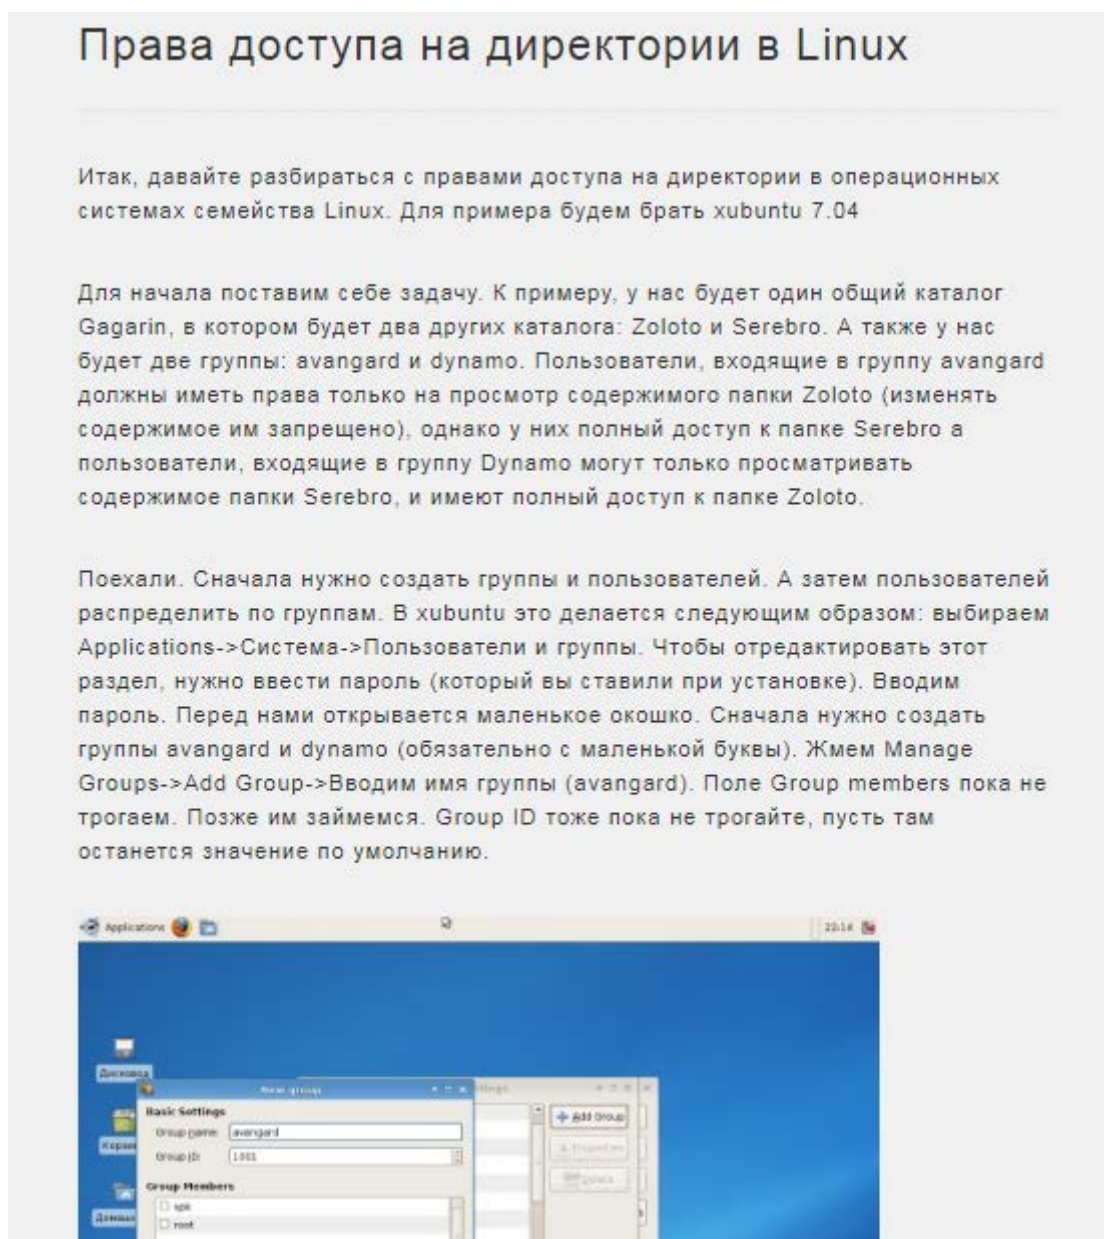 Права доступа на директории в Linux
Итак, давайте разбираться с правами доступа на директории в операционных
системах семейства Linux. Для примера будем брать xubuntu 7.04
Для начала поставим себе задачу. К примеру, у нас будет один общий каталог
Gagarin, в котором будет два других каталога: Zoloto и Serebro. А также у нас
будет две группы: avangard и dynamo. Пользователи, входящие в группу avangard
должны иметь права только на просмотр содержимого папки Zoloto (изменять
содержимое им запрещено), однако у них полный доступ к папке Serebro а
пользователи, входящие в группу Dynamo могут только просматривать
содержимое папки Serebro, и имеют полный доступ к папке Zoloto.
Поехали. Сначала нужно создать группы и пользователей. А затем пользователей
распределить по группам. В xubuntu это делается следующим образом: выбираем
Applications->Система->Пользователи и группы. Чтобы отредактировать этот
раздел, нужно ввести пароль (который вы ставили при установке). Вводим
пароль. Перед нами открывается маленькое окошко. Сначала нужно создать
группы avangard и dynamo (обязательно с маленькой буквы). Жмем Manage
Groups->Add Group->Вводим имя группы (avangard). Поле Group members пока не
трогаем. Позже им займемся. Group ID тоже пока не трогайте, пусть там
останется значение по умолчанию.
Applications
23:14
Дисковод
New group
Basic Settings
Add Group
Group name: avangard
Group ID: 1001
Group Members
root